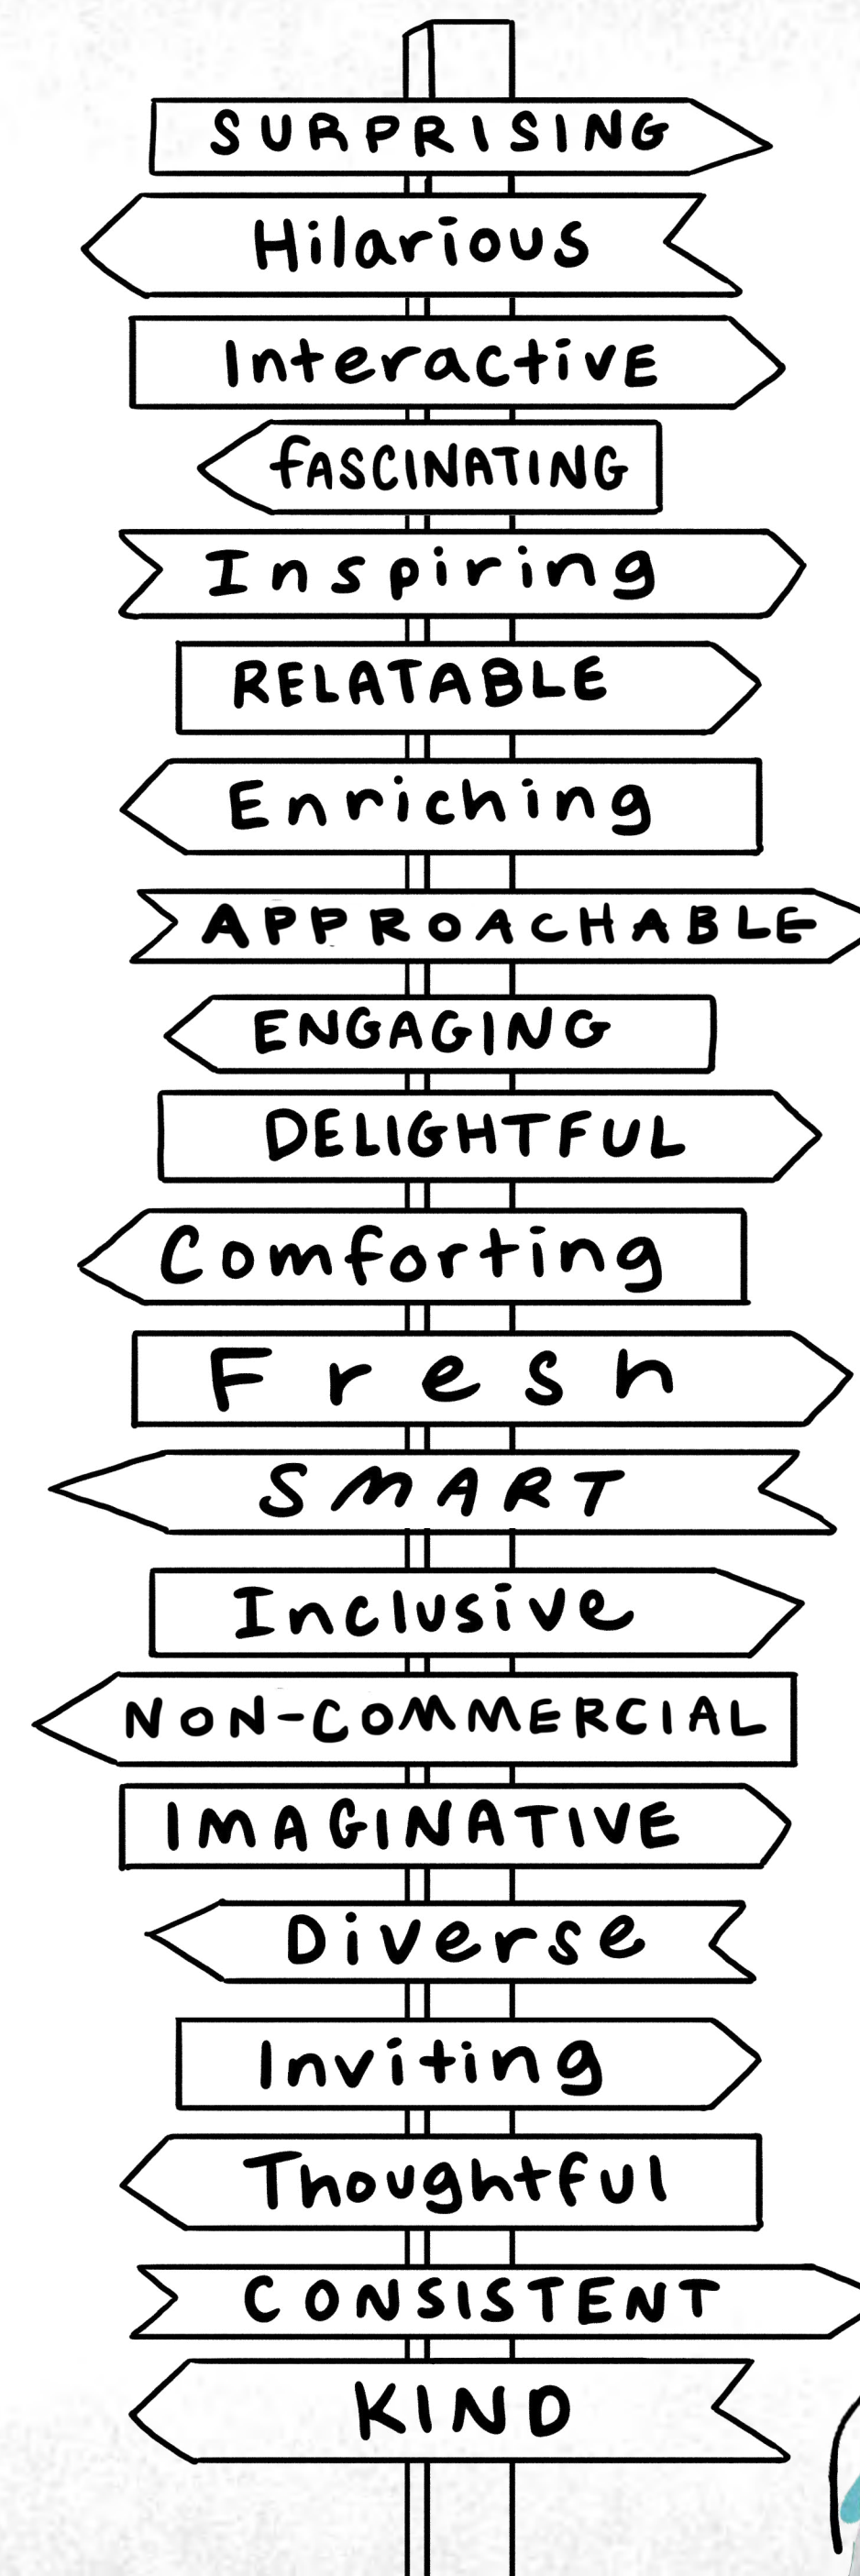 SURPRISING
Hilarious
InteractivE
fASCINATING
Inspiring
RELATABLE
Enriching
APPROACHABLE
ENGAGING
DELIGHTFUL
Comforting
Fresh
SMART
Inclusive
NON-COMMERCIAL
IMAGINATIVE
Diverse
Inviting
Thoughtful
CONSISTENT
KIND